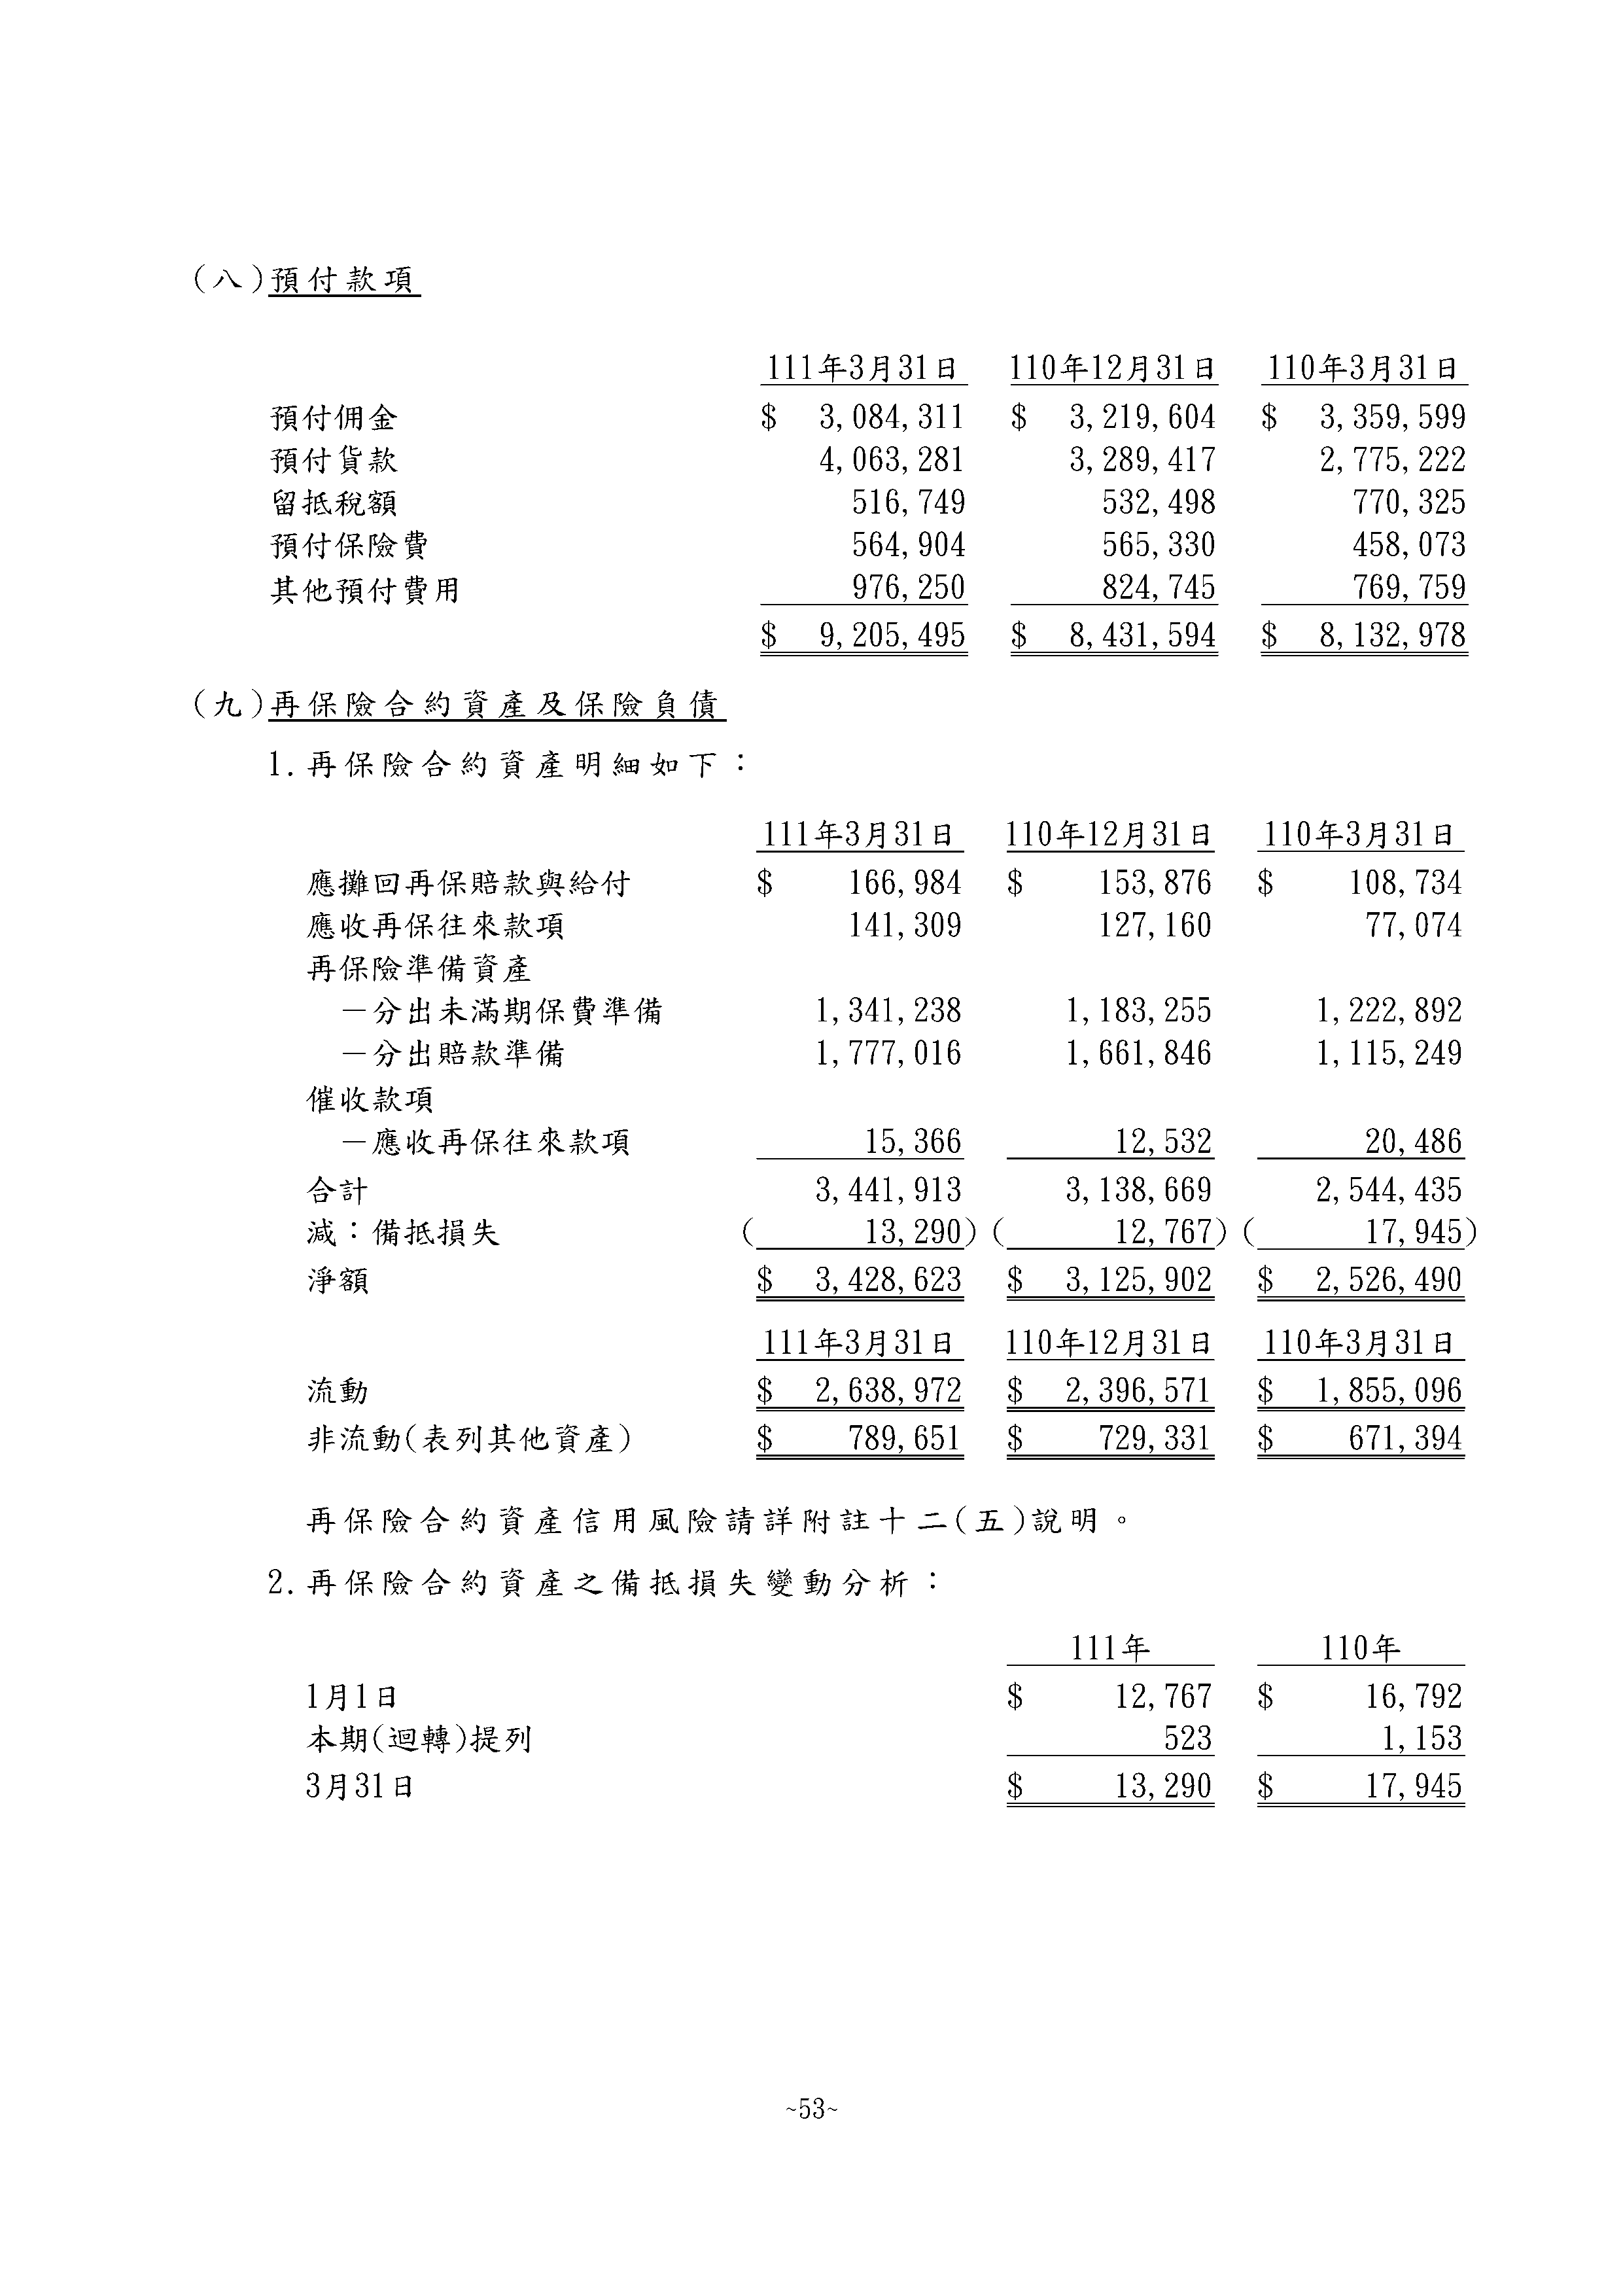 (八)預付款項
111年3月31日 110年12月31日 110年3月31日
預付佣金 $ 3,084,311 $ 3,219,604 $ 3,359,599
預付貨款 4,063,281 3,289,417 2,775,222
留抵稅額 516,749 532,498 770,325
預付保險費 564,904 565,330 458,073
其他預付費用 976,250 824,745 769,759
$ 9,205,495 $ 8,431,594 $ 8,132,978
(九)再保險合約資產及保險負債
1.再保險合約資產明細如下：
111年3月31日 110年12月31日 110年3月31日
應攤回再保賠款與給付 $ 166,984 $ 153,876 $ 108,734
應收再保往來款項 141,309 127,160 77,074
再保險準備資產
－分出未滿期保費準備 1,341,238 1,183,255 1,222,892
－分出賠款準備 1,777,016 1,661,846 1,115,249
催收款項
－應收再保往來款項 15,366 12,532 20,486
合計 3,441,913 3,138,669 2,544,435
減：備抵損失 ( 13,290) ( 12,767) ( 17,945)
淨額 $ 3,428,623 $ 3,125,902 $ 2,526,490
111年3月31日 110年12月31日 110年3月31日
流動 $ 2,638,972 $ 2,396,571 $ 1,855,096
非流動(表列其他資產) $ 789,651 $ 729,331 $ 671,394
再保險合約資產信用風險請詳附註十二(五)說明。
2.再保險合約資產之備抵損失變動分析：
111年 110年
1月1日 $ 12,767 $ 16,792
本期(迴轉)提列 523 1,153
3月31日 $ 13,290 $ 17,945
~53~